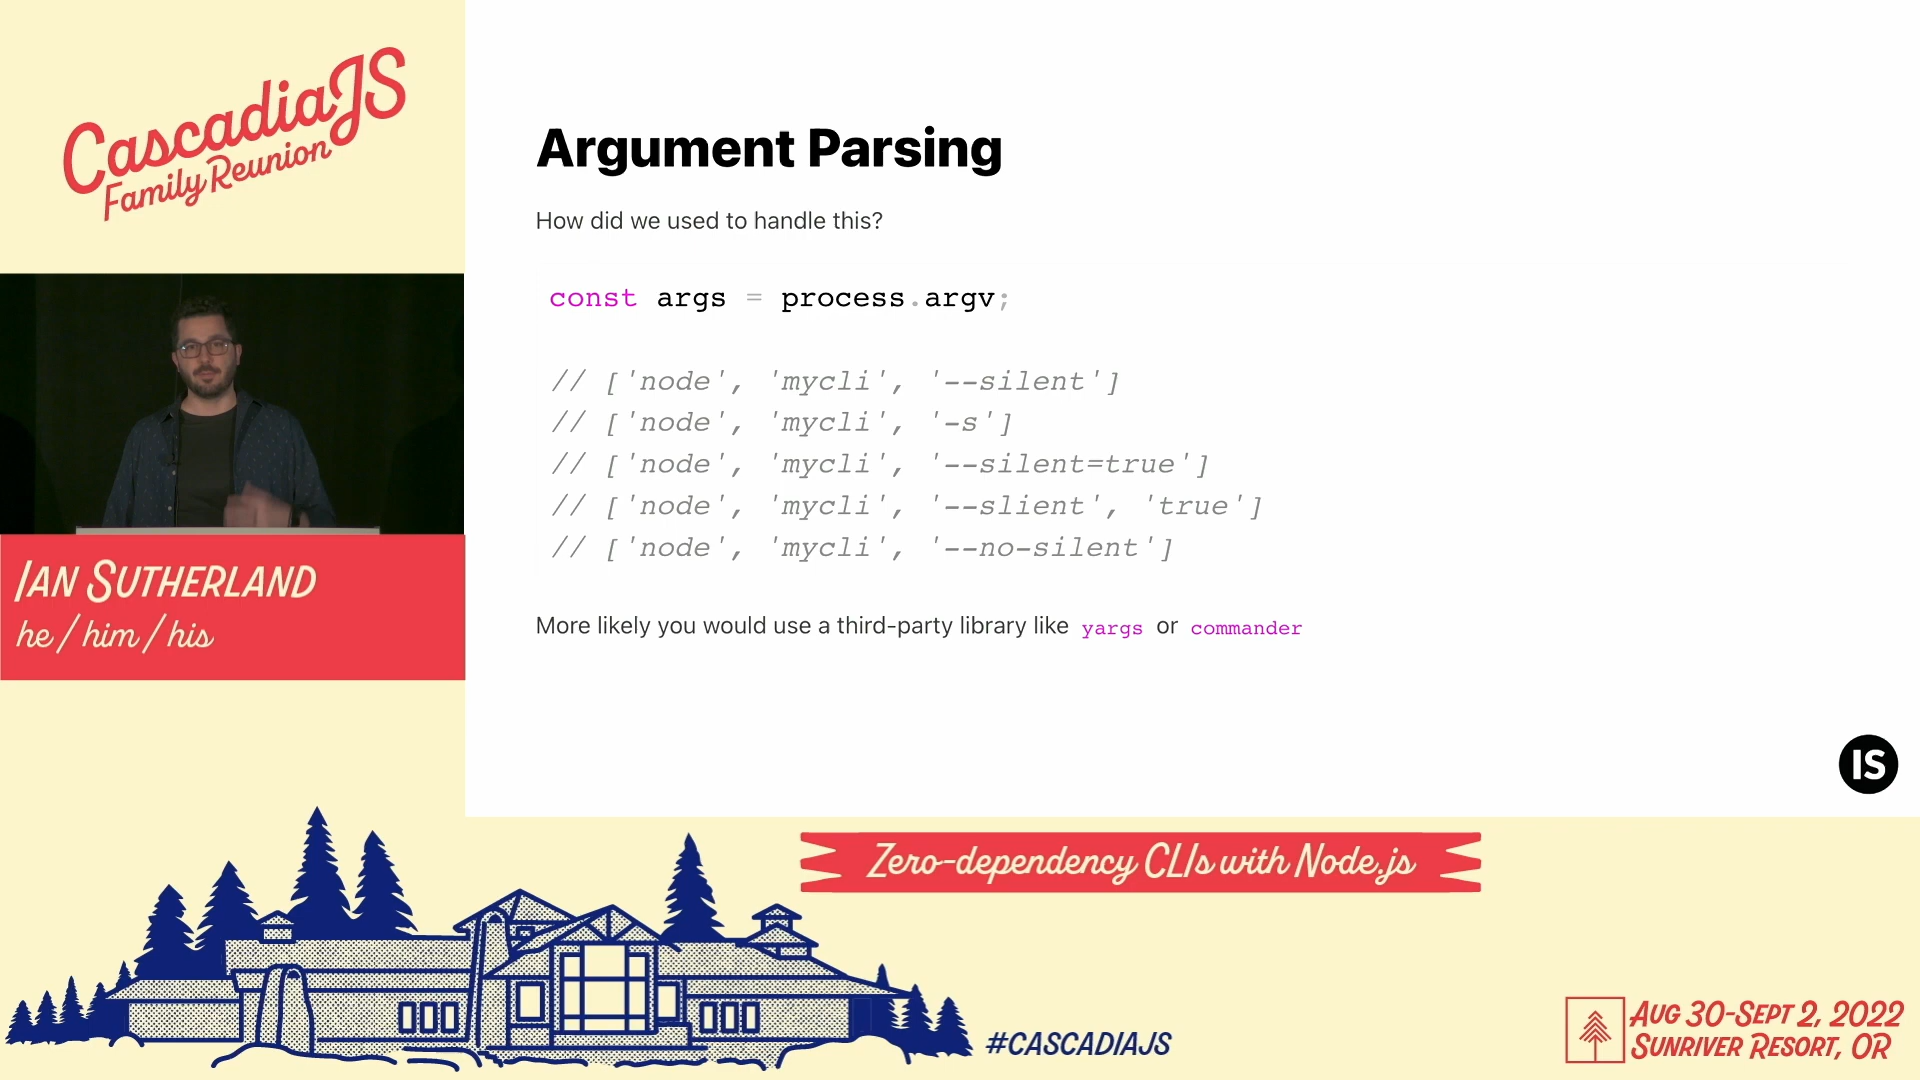 CascadiaJS
Family Reunion
Ian Sutherland
he / him / his
Argument Parsing
How did we used to handle this?
const args = process.argv;
// ['node', 'mycli', '--silent']
// ['node', 'mycli', '-s']
// ['node', 'mycli', '--silent=true']
// ['node', 'mycli', '--slient', 'true']
// ['node', 'mycli', '--no-silent']
More likely you would use a third-party library like yargs or commander
IS
Zero-dependency CLIs with Node.js
#CASCADIAJS
Aug 30-Sept 2, 2022
Sunriver Resort, OR